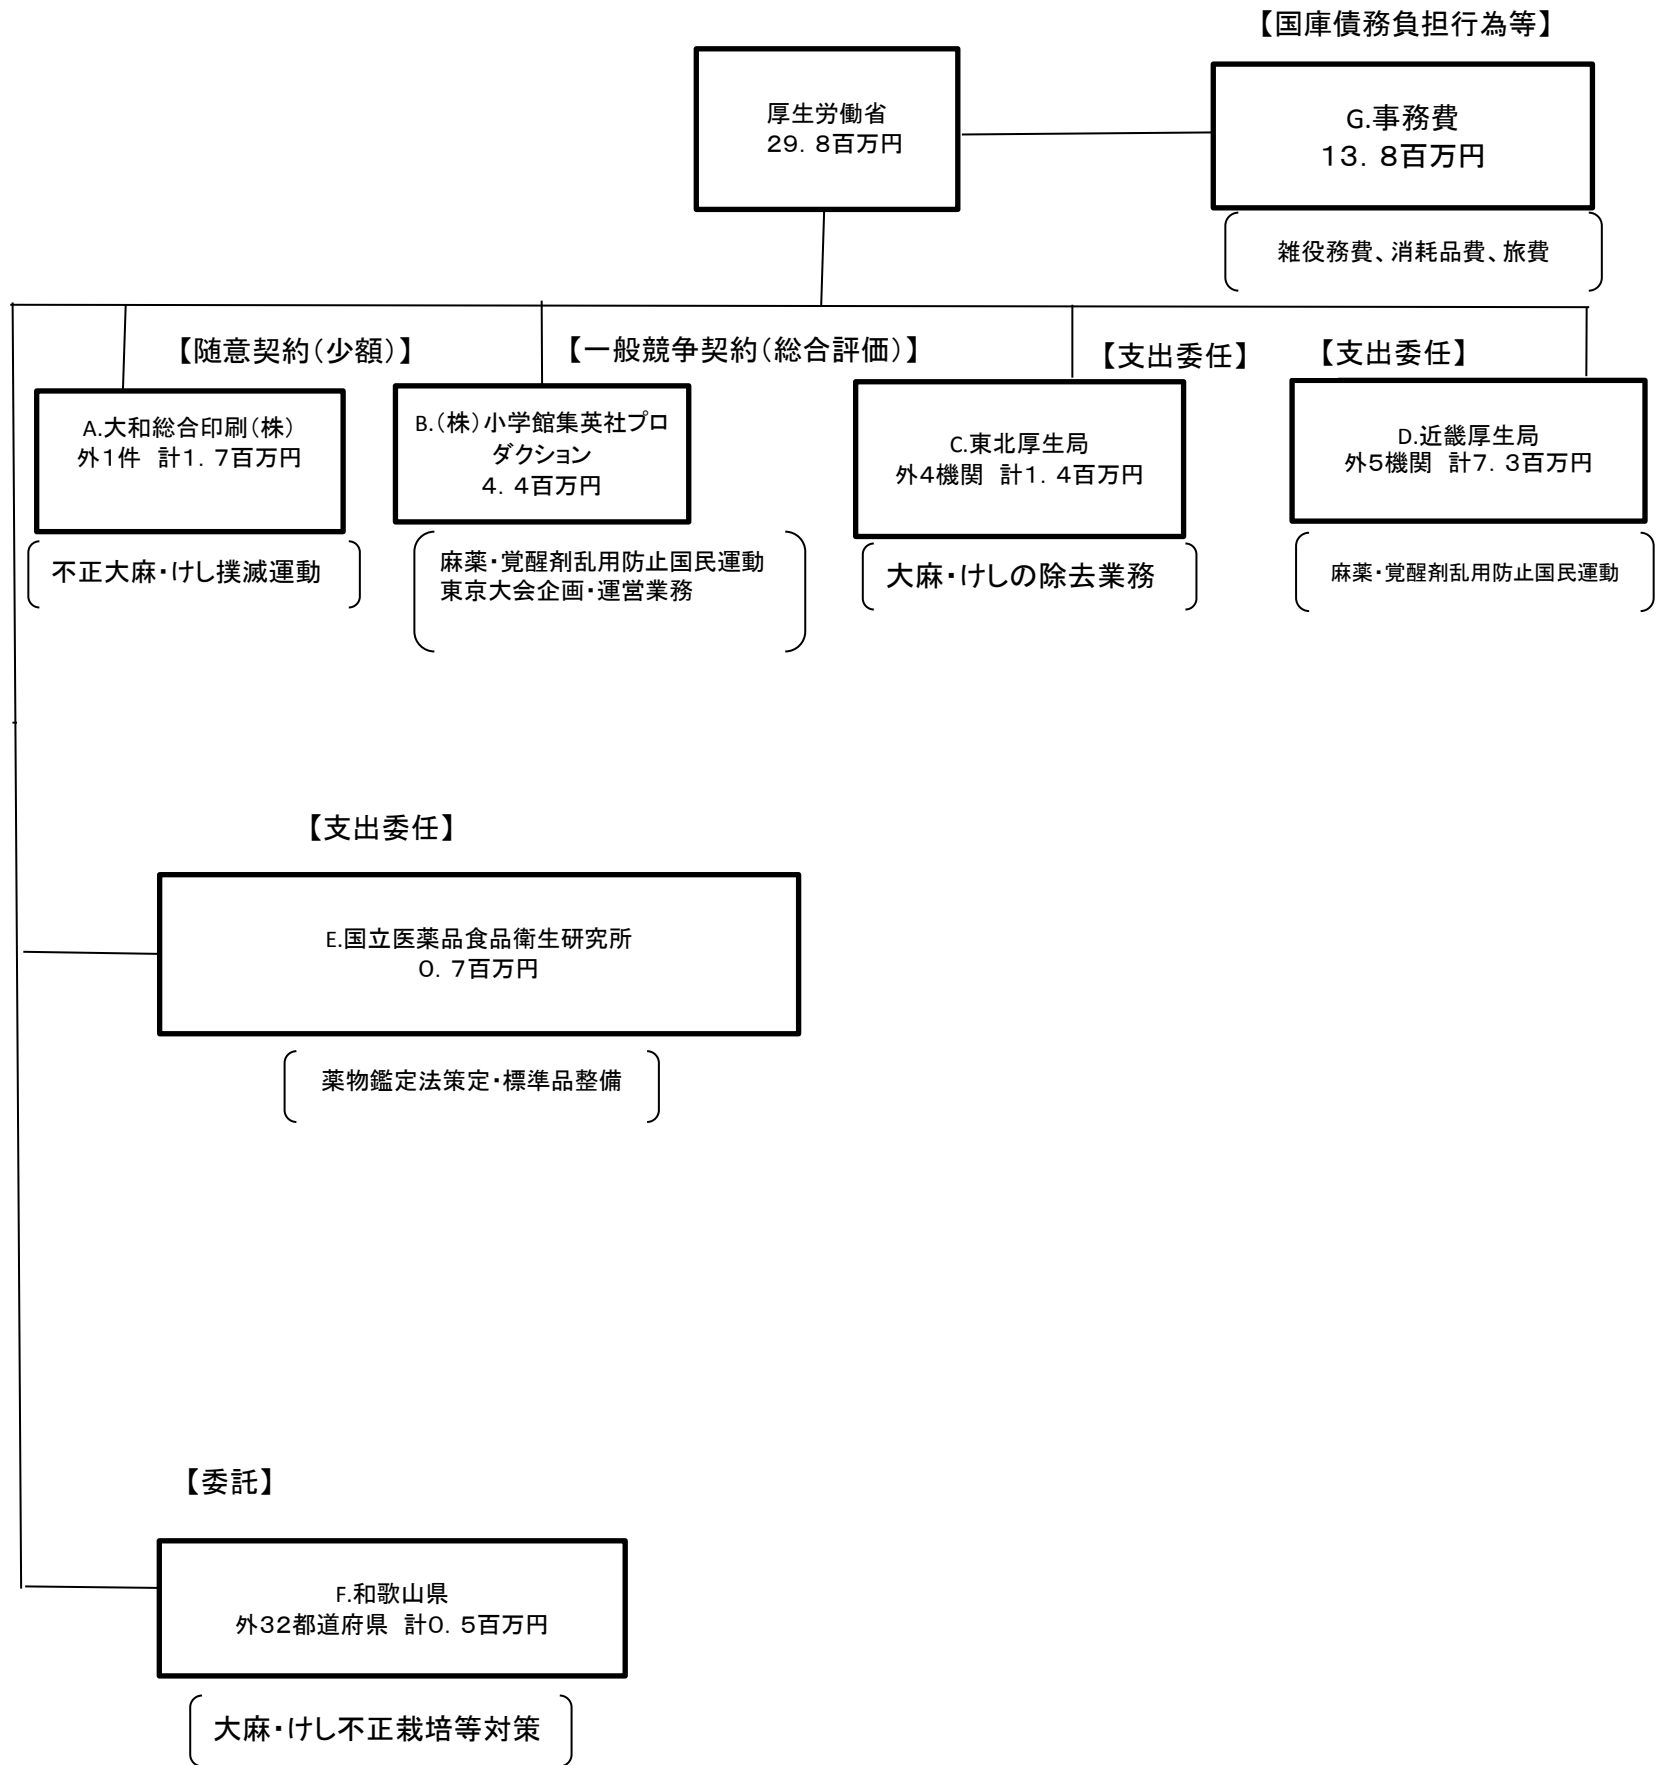 【国庫債務負担行為等】
厚生労働省
29．8百万円
G.事務費
13．8百万円
雑役務費、消耗品費、旅費
【随意契約（少額）】
【一般競争契約（総合評価）】
【支出委任】
【支出委任】
A.大和総合印刷（株）
外1件　計1．7百万円
B.（株）小学館集英社プロ
ダクション
4．4百万円
C.東北厚生局
外4機関　計1．4百万円
D.近畿厚生局
外5機関　計7．3百万円
不正大麻・けし撲滅運動
麻薬・覚醒剤乱用防止国民運動
東京大会企画・運営業務
大麻・けしの除去業務
麻薬・覚醒剤乱用防止国民運動
【支出委任】
E.国立医薬品食品衛生研究所
0．7百万円
薬物鑑定法策定・標準品整備
【委託】
F.和歌山県
外32都道府県　計0．5百万円
大麻・けし不正栽培等対策